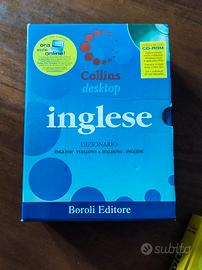 ora
anche
online!
CD-ROM
Collins
desktop
inglese
DIZIONARIO
INGLESE - ITALIANO • ITALIANO - INGLESE
Boroli Editore
subito